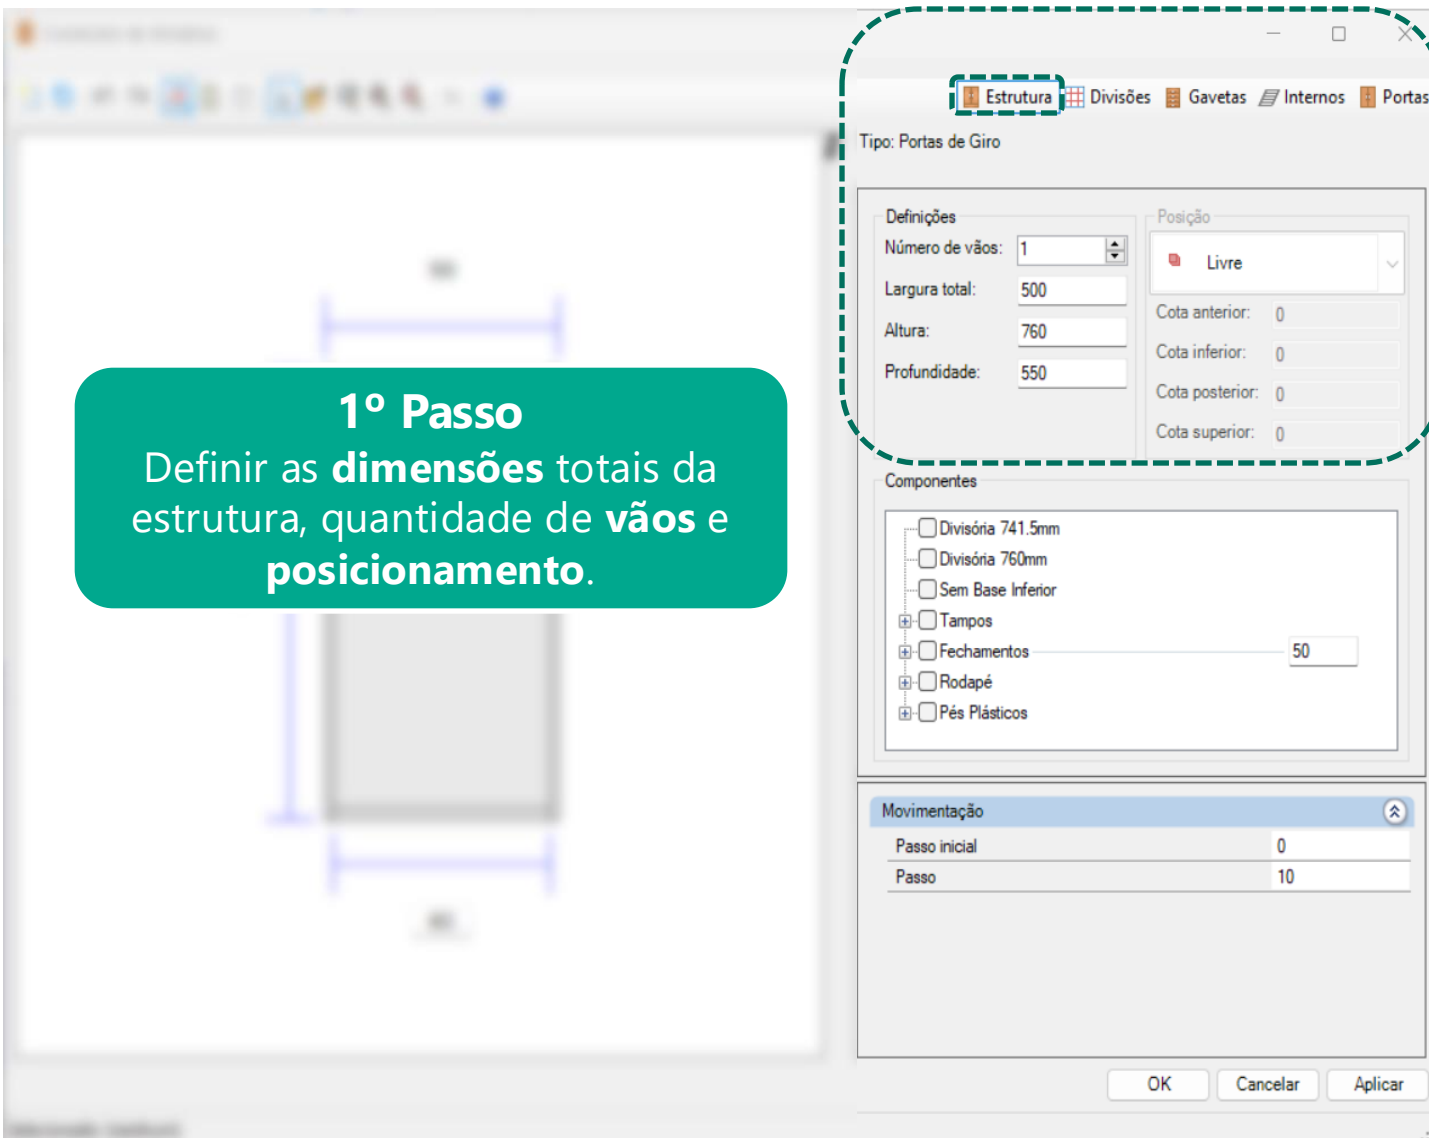 Estrutura Divisões Gavetas Internos Portas
Tipo: Portas de Giro
Definições
Número de vãos: 1
Largura total: 500
Altura: 760
Profundidade: 550
Posição
Livre
Cota anterior: 0
Cota inferior: 0
Cota posterior: 0
Cota superior: 0
1º Passo
Definir as dimensões totais da
estrutura, quantidade de vãos e
posicionamento.
Componentes
Divisória 741.5mm
Divisória 760mm
Sem Base Inferior
Tampos
Fechamentos 50
Rodapé
Pés Plásticos
Movimentação
Passo inicial 0
Passo 10
OK Cancelar Aplicar